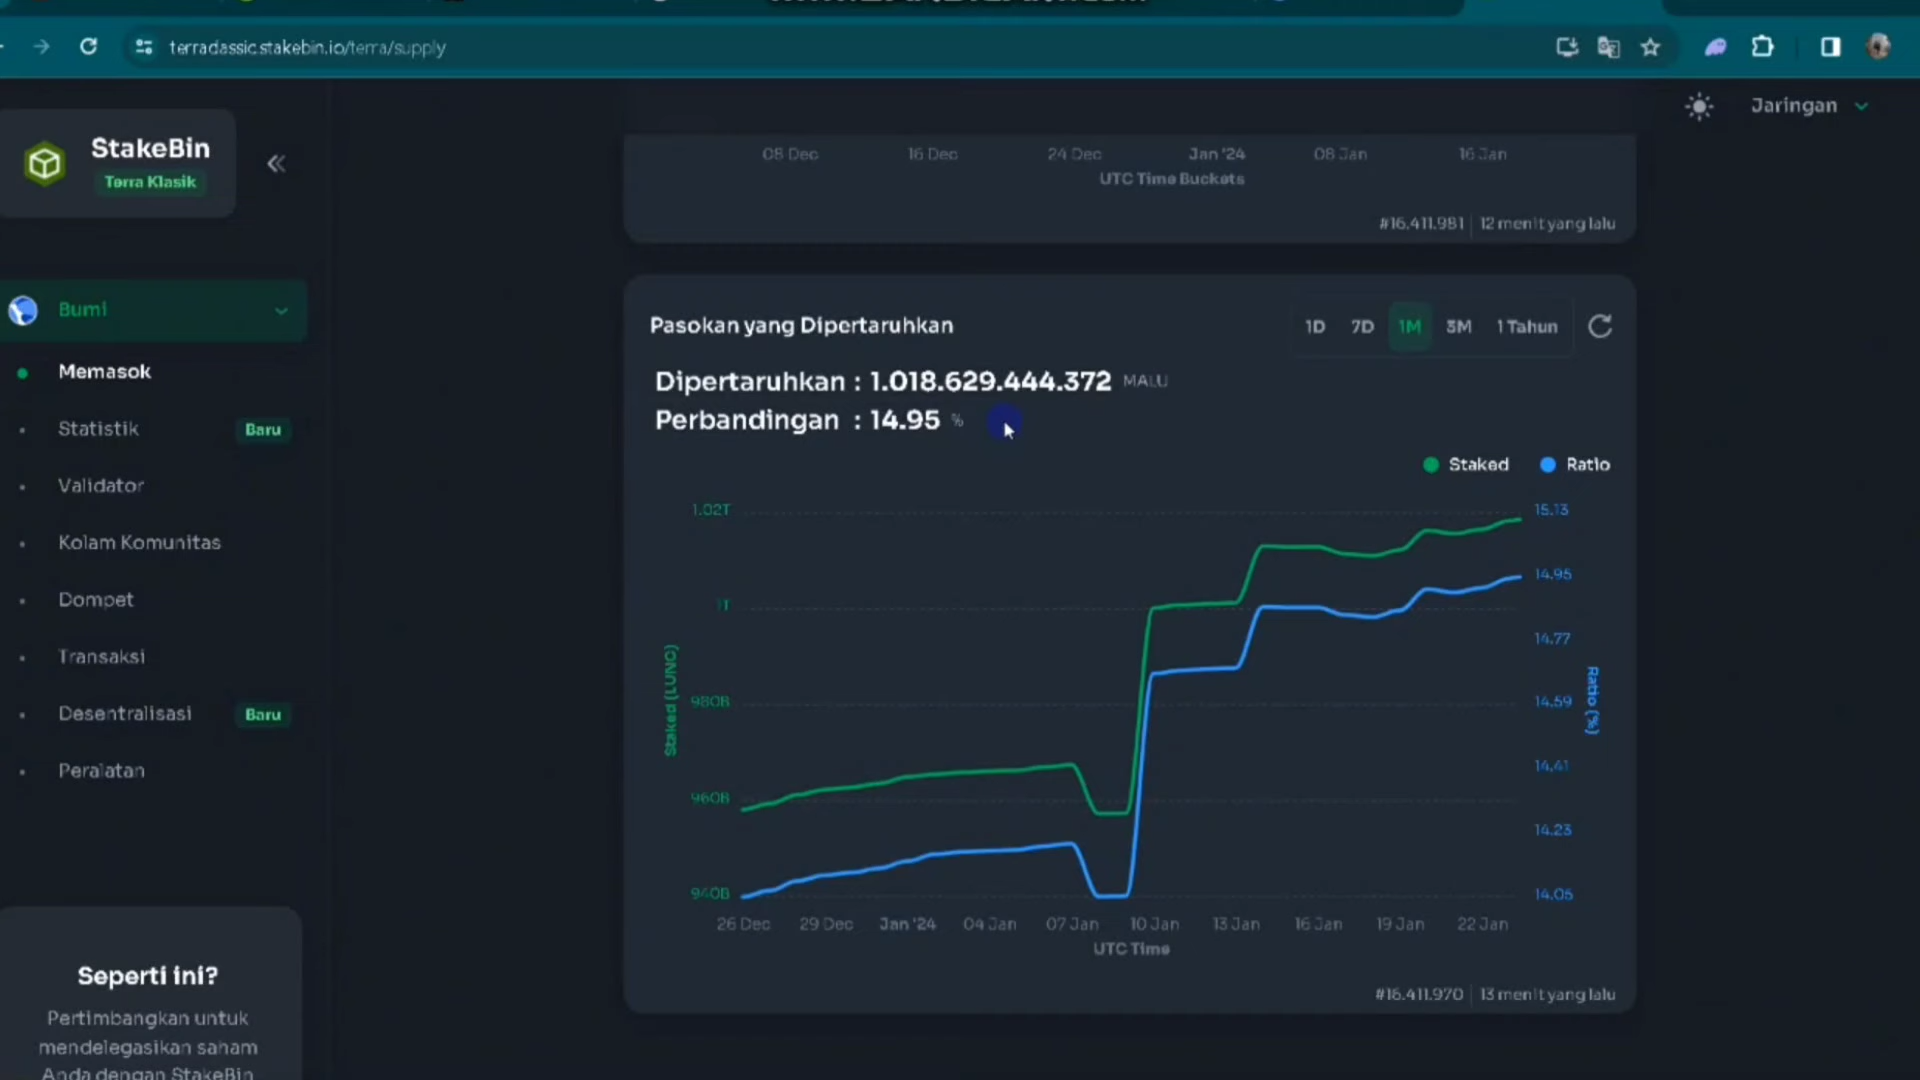 terraclassic.stakebin.io/terra/supply
StakeBin
Terra Klasik
Jaringan
08 Dec 16 Dec 24 Dec Jan '24 08 Jan 16 Jan
UTC Time Buckets
#16.411.981 | 12 menit yang lalu
Bumi
Memasok
Statistik Baru
Validator
Kolam Komunitas
Dompet
Transaksi
Desentralisasi Baru
Peralatan
Seperti ini?
Pertimbangkan untuk
mendelegasikan saham
Anda dengan StakeBin
Pasokan yang Dipertaruhkan
1D 7D 1M 3M 1 Tahun
Dipertaruhkan : 1.018.629.444.372 MALU
Perbandingan : 14.95 %
Staked Ratio
1.02T
1T
980B
960B
940B
Staked (LUNC)
15.13
14.95
14.77
14.59
14.41
14.23
14.05
Ratio (%)
26 Dec 29 Dec Jan '24 04 Jan 07 Jan 10 Jan 13 Jan 16 Jan 19 Jan 22 Jan
UTC Time
#16.411.970 | 13 menit yang lalu